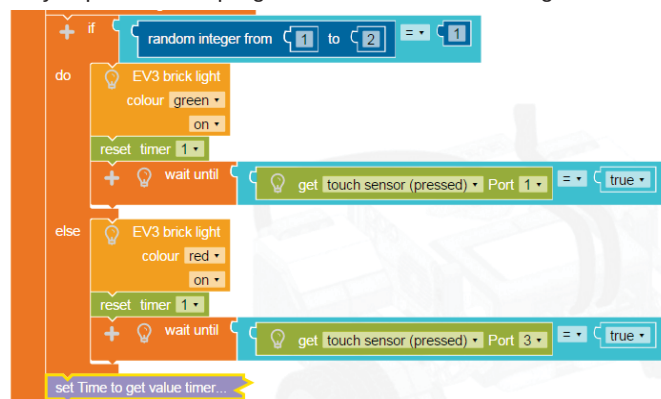 + if random integer from 1 to 2 = 1
do EV3 brick light
colour green
on
reset timer 1
+ wait until get touch sensor (pressed) Port 1 = true
else EV3 brick light
colour red
on
reset timer 1
+ wait until get touch sensor (pressed) Port 3 = true
set Time to get value timer...